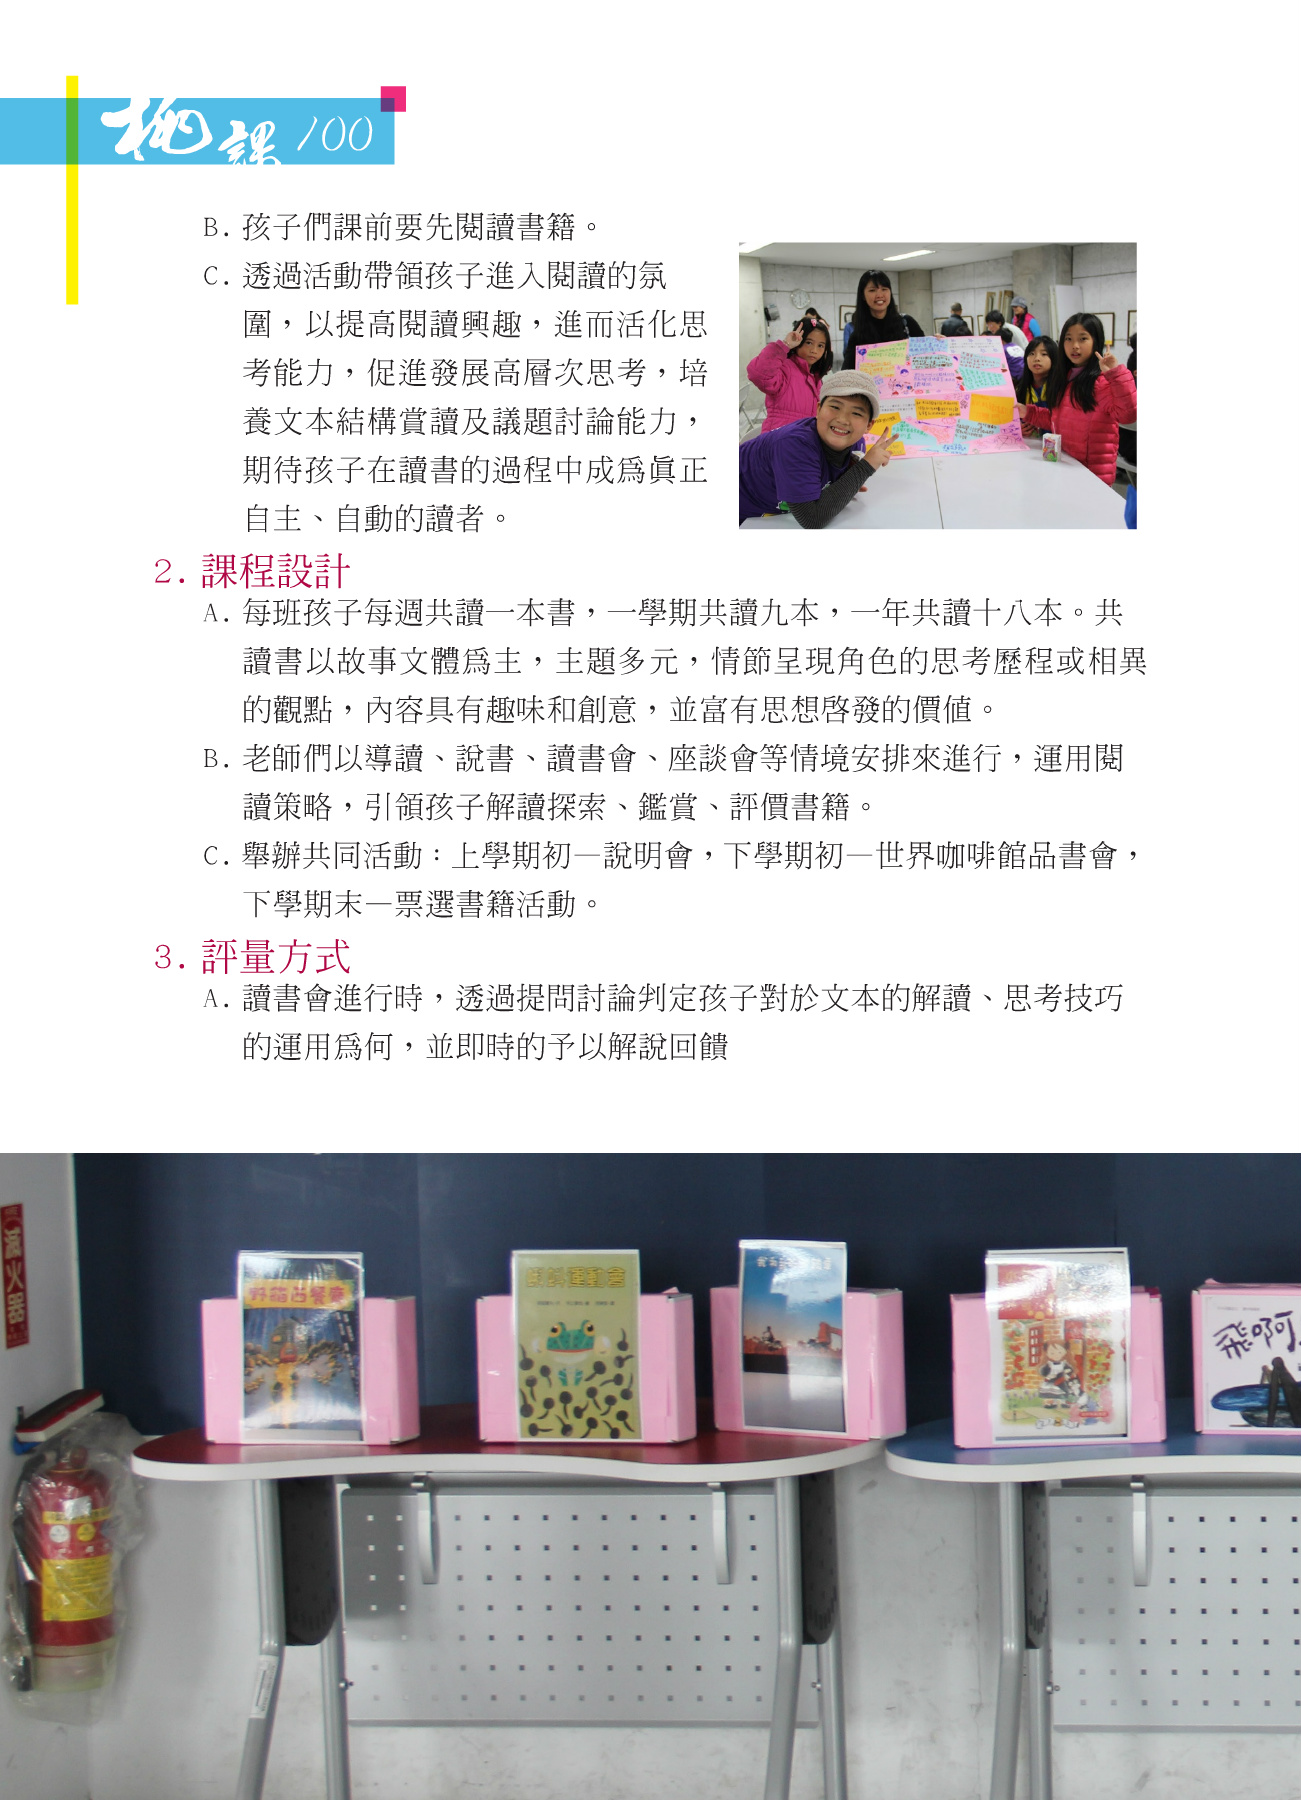 桃課100
B. 孩子們課前要先閱讀書籍。
C. 透過活動帶領孩子進入閱讀的氛
圍，以提高閱讀興趣，進而活化思
考能力，促進發展高層次思考，培
養文本結構賞讀及議題討論能力，
期待孩子在讀書的過程中成為真正
自主、自動的讀者。
2. 課程設計
A. 每班孩子每週共讀一本書，一學期共讀九本，一年共讀十八本。共
讀書以故事文體為主，主題多元，情節呈現角色的思考歷程或相異
的觀點，內容具有趣味和創意，並富有思想啓發的價值。
B. 老師們以導讀、說書、讀書會、座談會等情境安排來進行，運用閱
讀策略，引領孩子解讀探索、鑑賞、評價書籍。
C. 舉辦共同活動：上學期初—說明會，下學期初—世界咖啡館品書會，
下學期末—票選書籍活動。
3. 評量方式
A. 讀書會進行時，透過提問討論判定孩子對於文本的解讀、思考技巧
的運用為何，並即時的予以解說回饋
滅火器
野貓西餐廳
運動會
飛啊